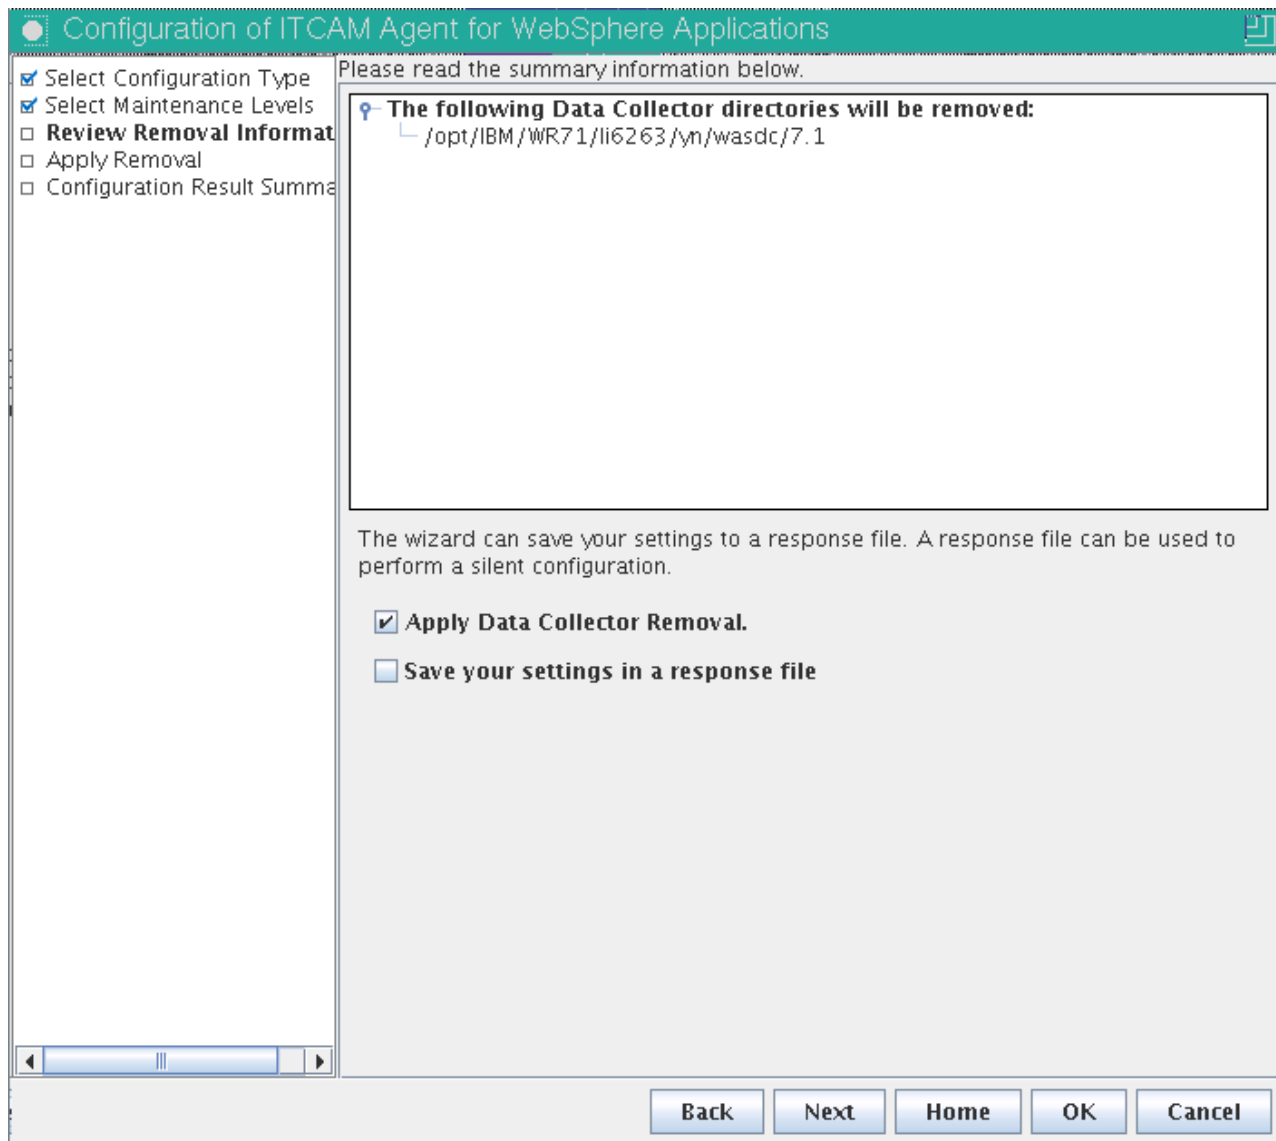 Configuration of ITCAM Agent for WebSphere Applications
Select Configuration Type
Select Maintenance Levels
Review Removal Informat
Apply Removal
Configuration Result Summa
Please read the summary information below.
The following Data Collector directories will be removed:
/opt/IBM/WR71/li6263/yn/wasdc/7.1
The wizard can save your settings to a response file. A response file can be used to
perform a silent configuration.
Apply Data Collector Removal.
Save your settings in a response file
Back Next Home OK Cancel